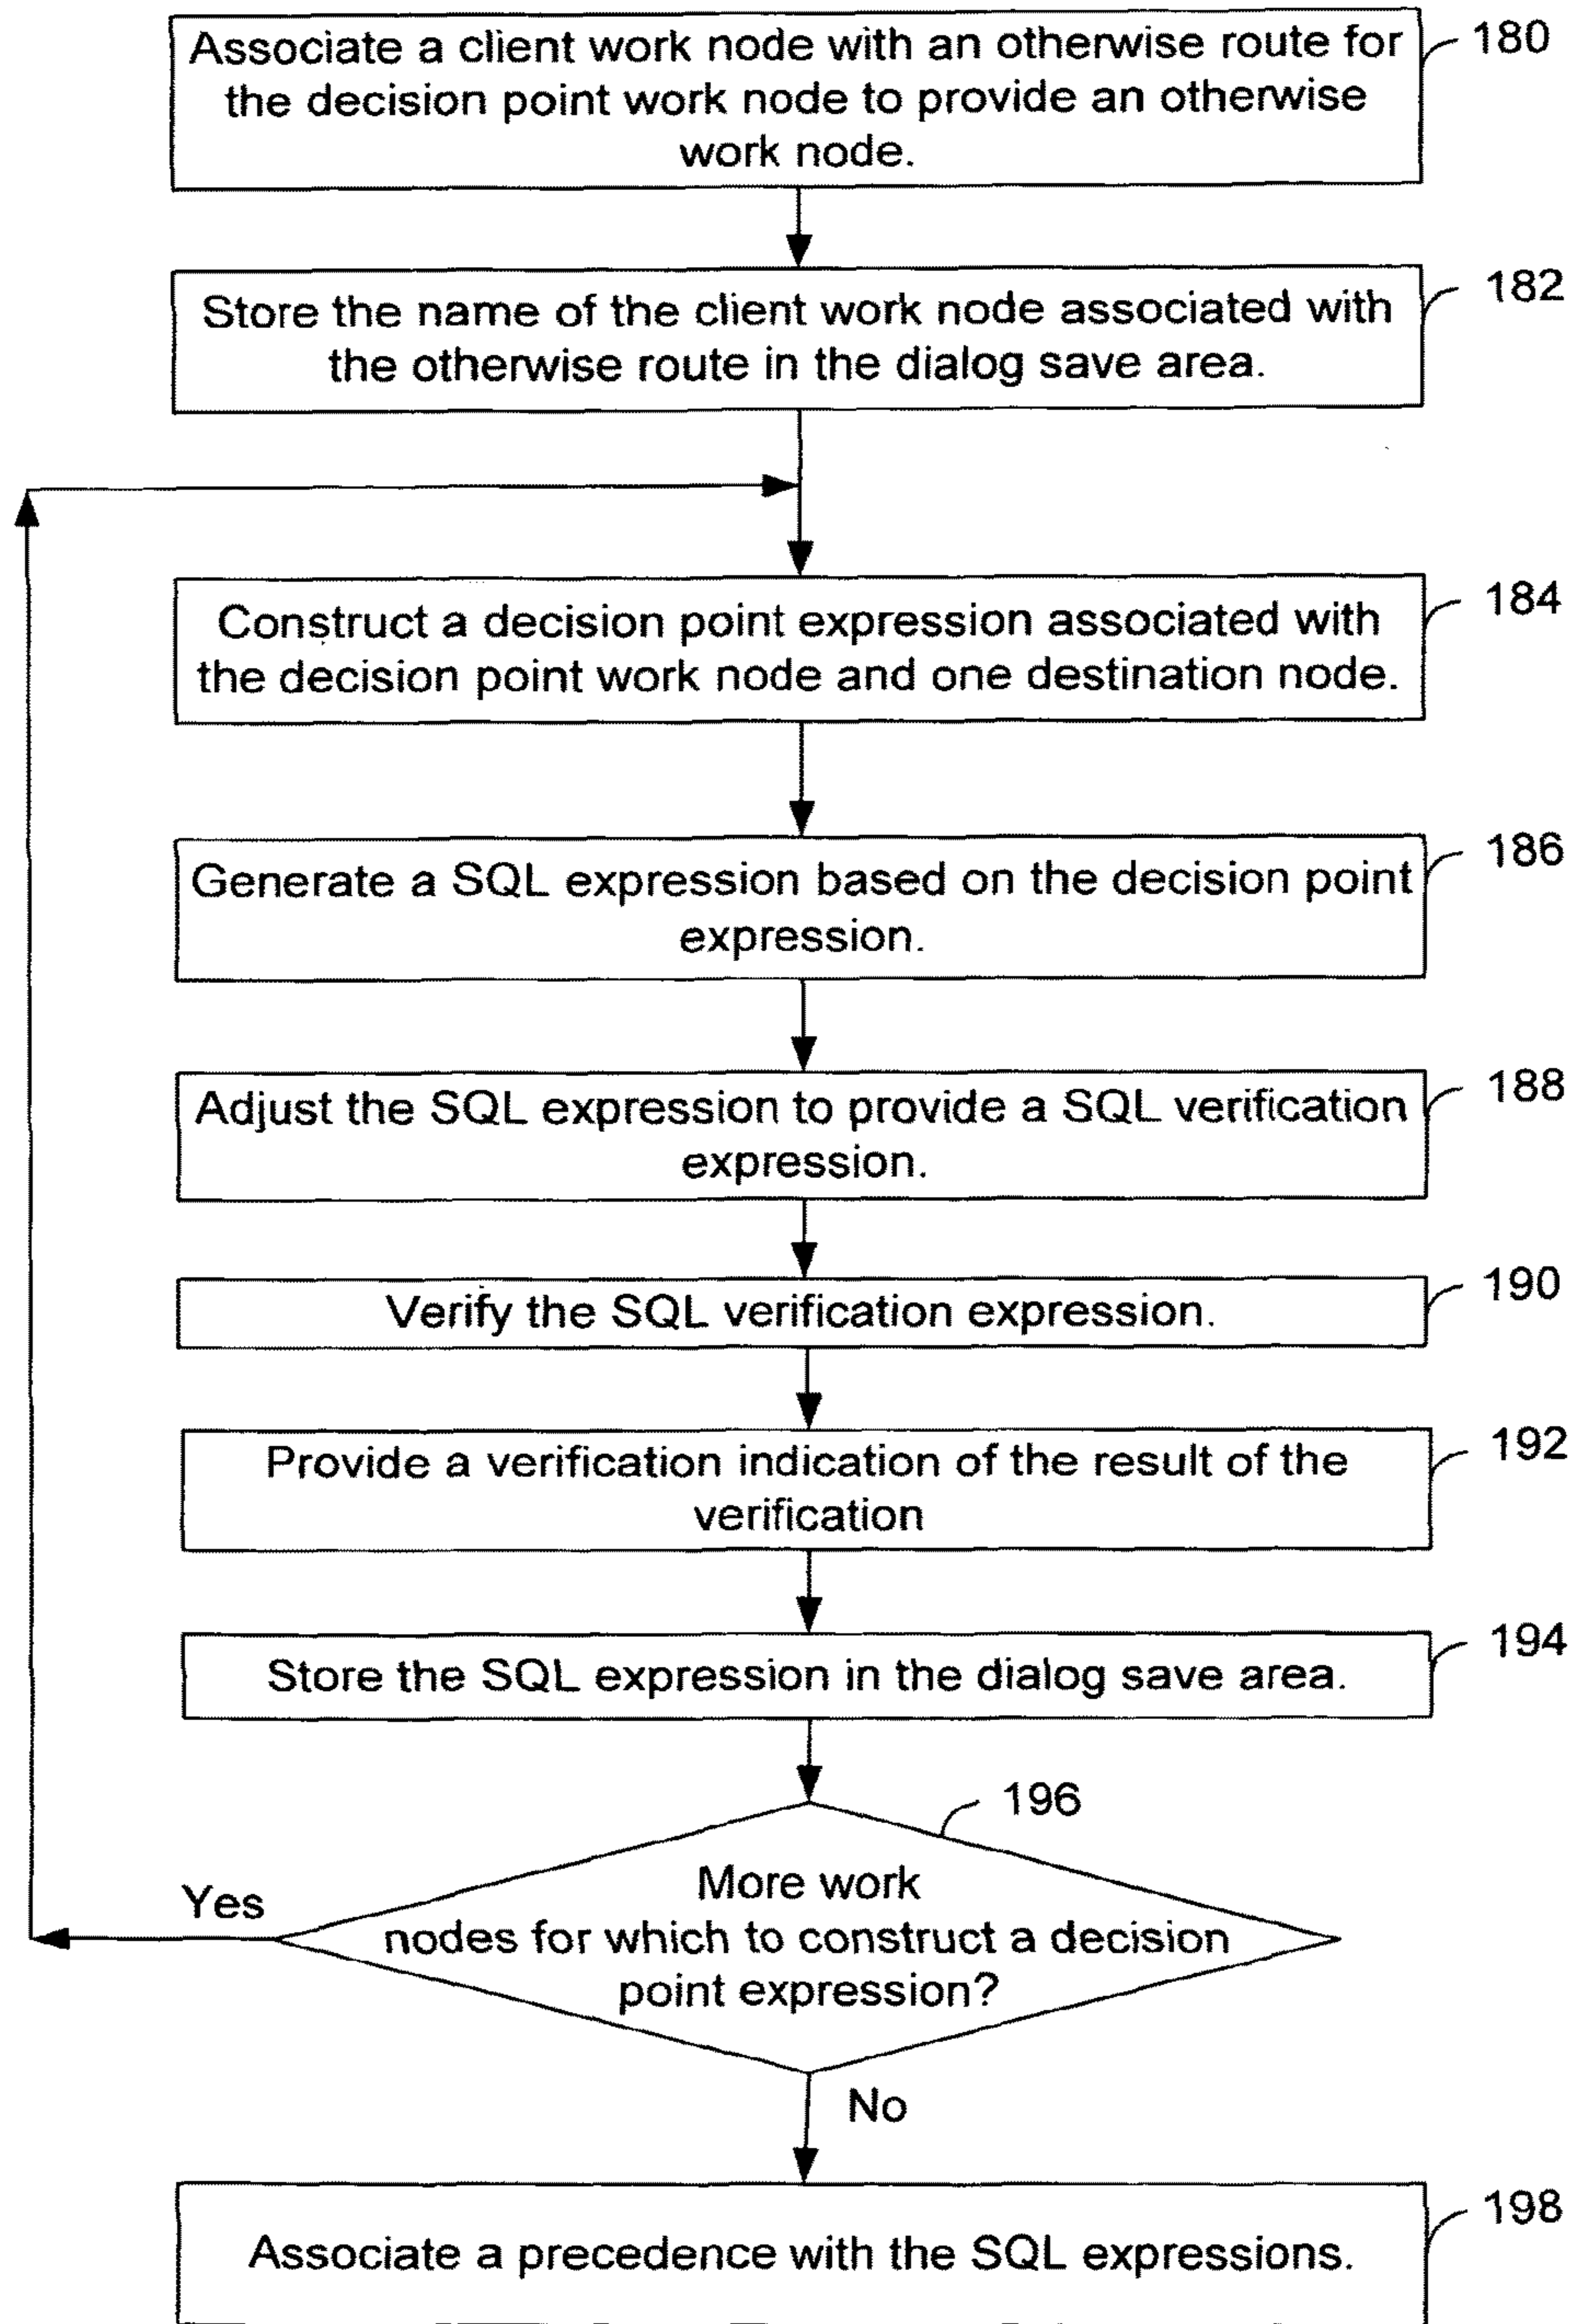 Associate a client work node with an otherwise route for
the decision point work node to provide an otherwise
work node.
180
Store the name of the client work node associated with
the otherwise route in the dialog save area.
182
Construct a decision point expression associated with
the decision point work node and one destination node.
184
Generate a SQL expression based on the decision point
expression.
186
Adjust the SQL expression to provide a SQL verification
expression.
188
Verify the SQL verification expression.
190
Provide a verification indication of the result of the
verification
192
Store the SQL expression in the dialog save area.
194
196
More work
nodes for which to construct a decision
point expression?
Yes
No
Associate a precedence with the SQL expressions.
198